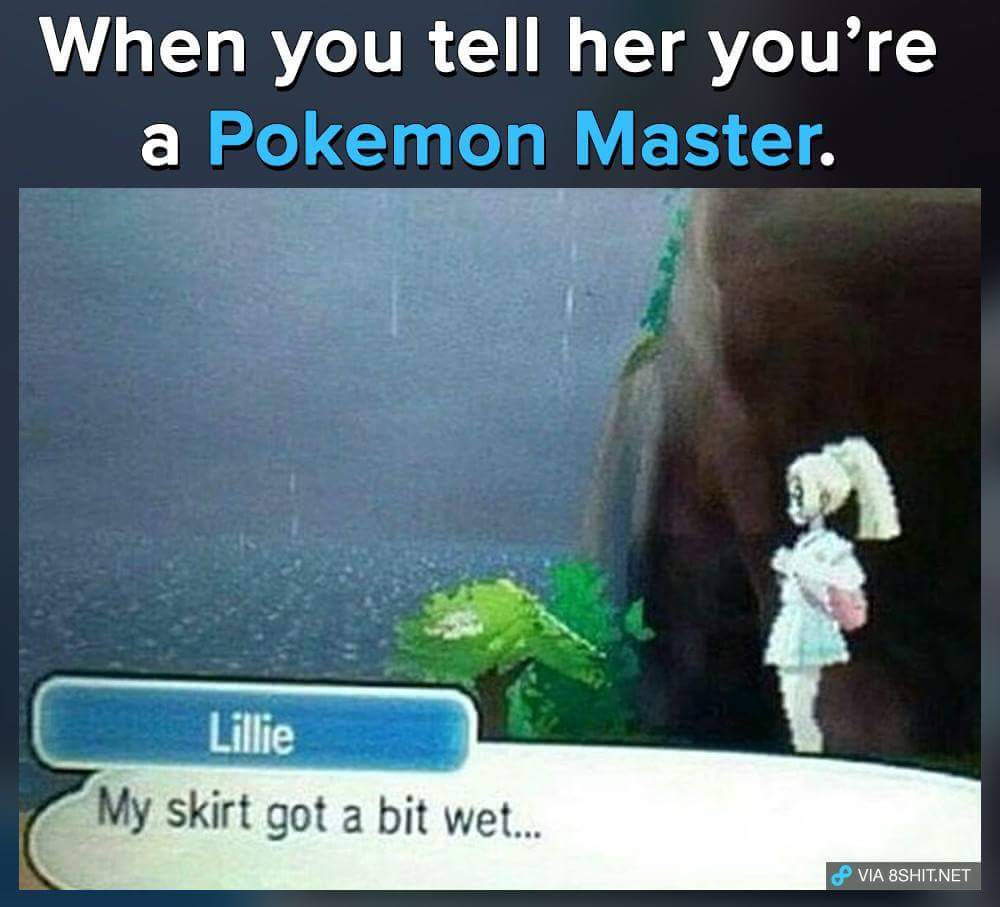 When you tell her you’re
a Pokemon Master.
Lillie
My skirt got a bit wet...
VIA 8SHIT.NET